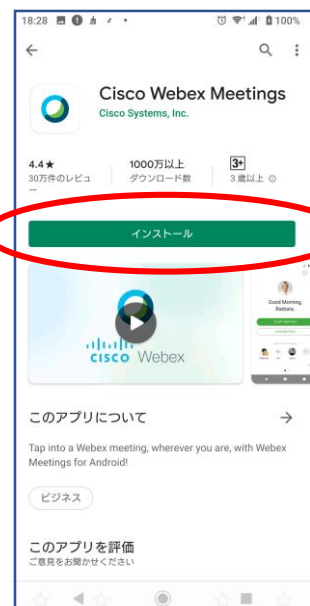 18:28
100%
Cisco Webex Meetings
Cisco Systems, Inc.
4.4★
1000万以上
3+
30万件のレビュ
ー
ダウンロード数
3 歳以上
インストール
CISCO Webex
Good Morning,
Barbara.
このアプリについて
Tap into a Webex meeting, wherever you are, with Webex
Meetings for Android!
ビジネス
このアプリを評価
ご意見をお聞かせください